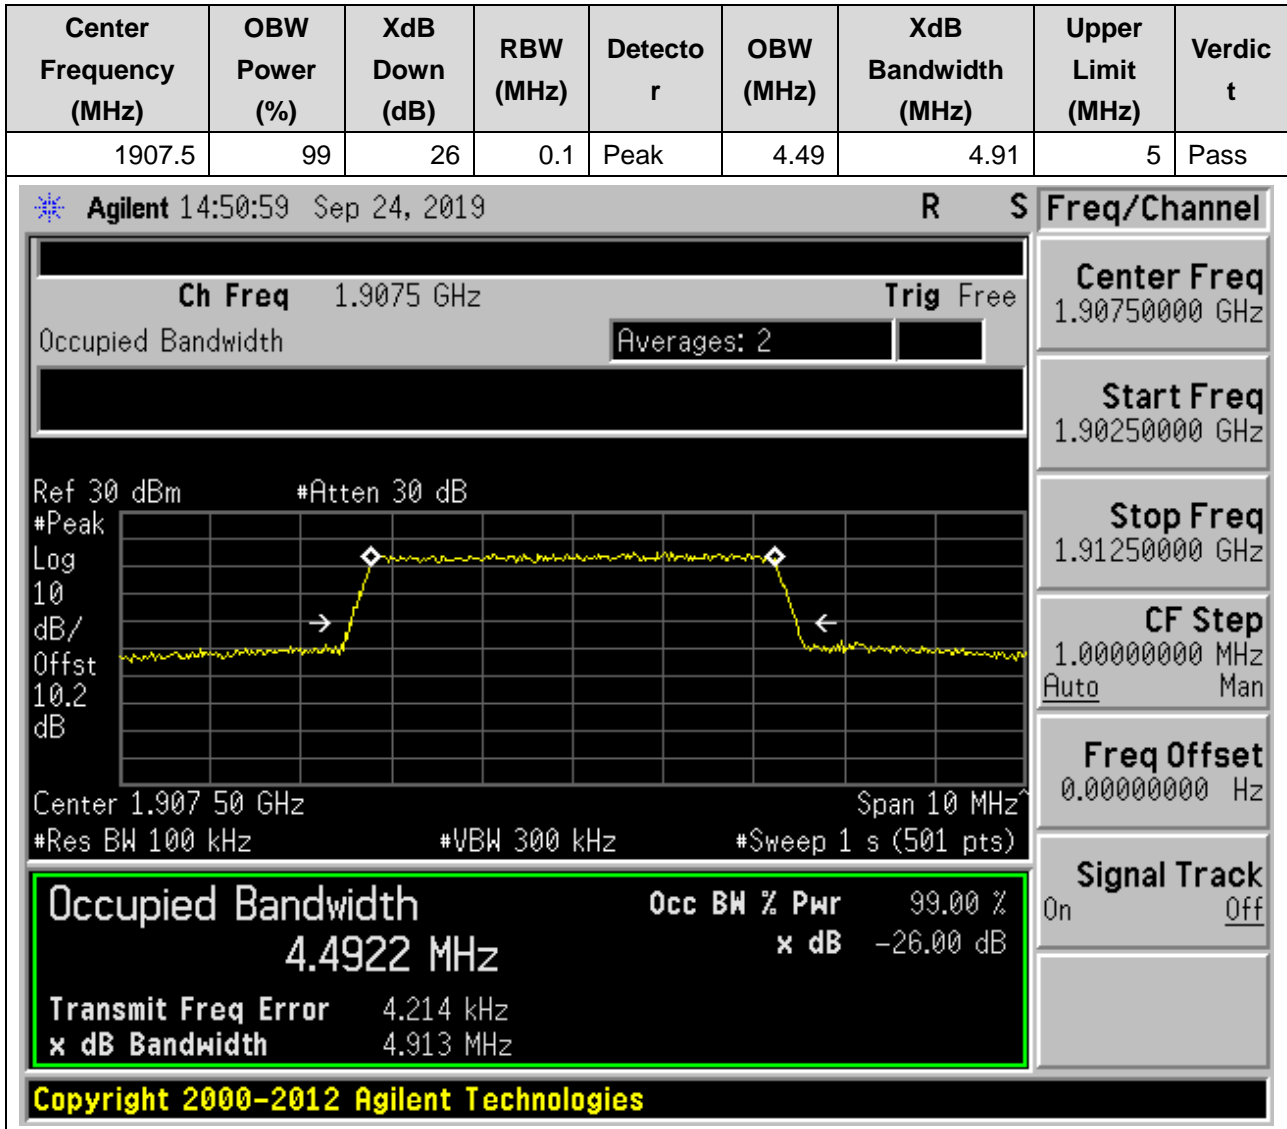 Center Frequency (MHz) OBW Power (%) XdB Down (dB) RBW (MHz) Detecto r OBW (MHz) XdB Bandwidth (MHz) Upper Limit (MHz) Verdic t
1907.5 99 26 0.1 Peak 4.49 4.91 5 Pass
Agilent 14:50:59 Sep 24, 2019 R S
Ch Freq 1.9075 GHz Trig Free
Occupied Bandwidth Averages: 2
Ref 30 dBm #Atten 30 dB
#Peak
Log
10
dB/
Offst
10.2
dB
Center 1.907 50 GHz Span 10 MHz^
#Res BW 100 kHz #VBW 300 kHz #Sweep 1 s (501 pts)
Occupied Bandwidth Occ BW % Pwr 99.00 %
4.4922 MHz x dB -26.00 dB
Transmit Freq Error 4.214 kHz
x dB Bandwidth 4.913 MHz
Copyright 2000-2012 Agilent Technologies
Freq/Channel
Center Freq
1.90750000 GHz
Start Freq
1.90250000 GHz
Stop Freq
1.91250000 GHz
CF Step
1.00000000 MHz
Auto Man
Freq Offset
0.00000000 Hz
Signal Track
On Off